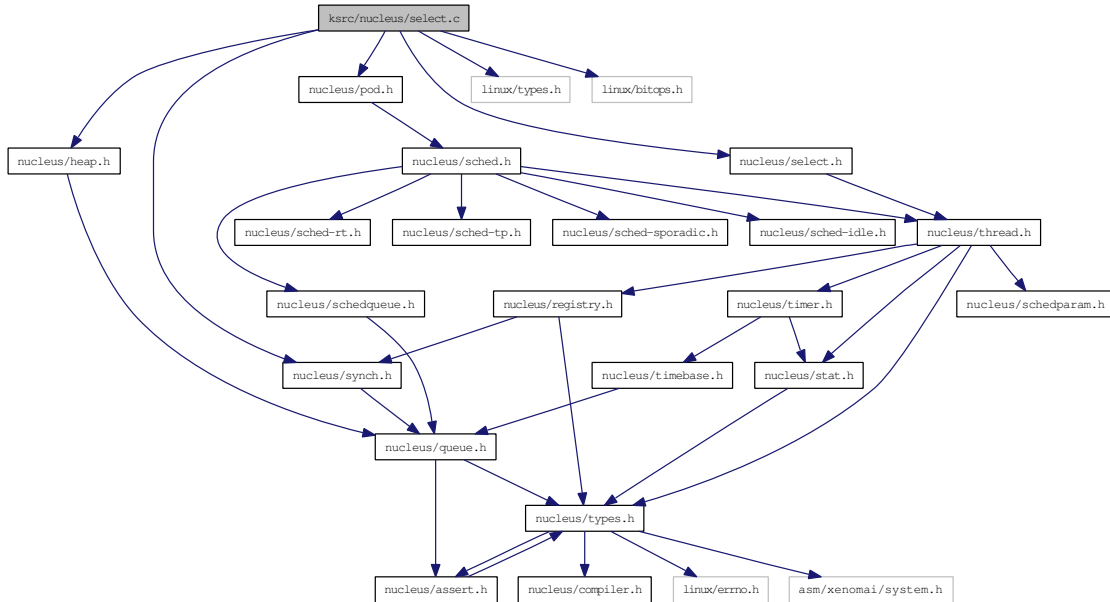 ksrc/nucleus/select.c
nucleus/pod.h
linux/types.h
linux/bitops.h
nucleus/heap.h
nucleus/sched.h
nucleus/select.h
nucleus/sched-rt.h
nucleus/sched-tp.h
nucleus/sched-sporadic.h
nucleus/sched-idle.h
nucleus/thread.h
nucleus/schedqueue.h
nucleus/registry.h
nucleus/timer.h
nucleus/schedparam.h
nucleus/synch.h
nucleus/timebase.h
nucleus/stat.h
nucleus/queue.h
nucleus/types.h
nucleus/assert.h
nucleus/compiler.h
linux/errno.h
asm/xenomai/system.h